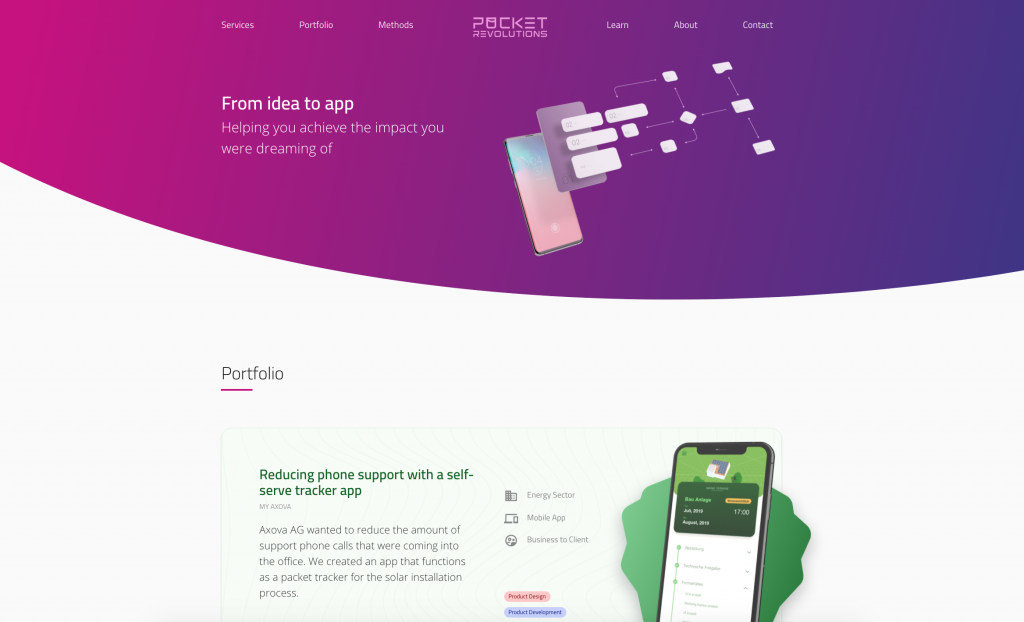 Services Portfolio Methods POCKET REVOLUTIONS Learn About Contact
From idea to app
Helping you achieve the impact you
were dreaming of
Portfolio
Reducing phone support with a self-
serve tracker app
MY AXOVA
Axova AG wanted to reduce the amount of
support phone calls that were coming into
the office. We created an app that functions
as a packet tracker for the solar installation
process.
Energy Sector
Mobile App
Business to Client
Product Design
Product Development
Bau Anlage
Juli, 2019 17:00
August, 2019
Bestellung